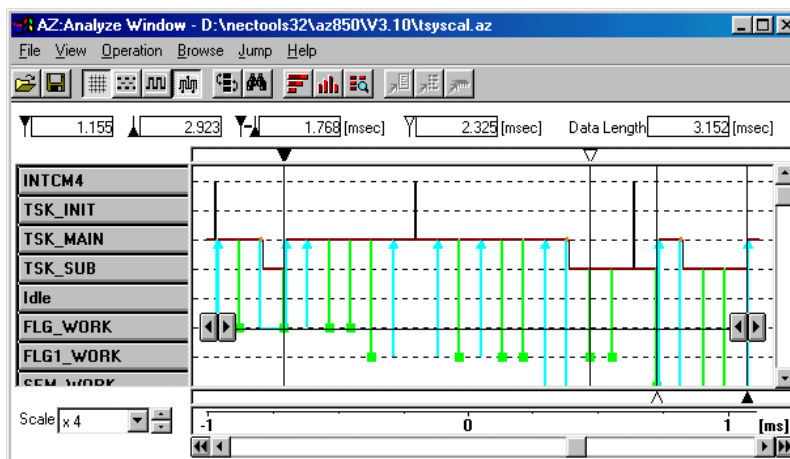 AZ:Analyze Window - D:\nectools32\az850\V3.10\tsyscal.az
File View Operation Browse Jump Help
1.155 2.923 1.768 [msec] 2.325 [msec] Data Length 3.152 [msec]
INTCM4
TSK_INIT
TSK_MAIN
TSK_SUB
Idle
FLG_WORK
FLG1_WORK
SEM_WORK
Scale x 4
-1 0 1 [ms]